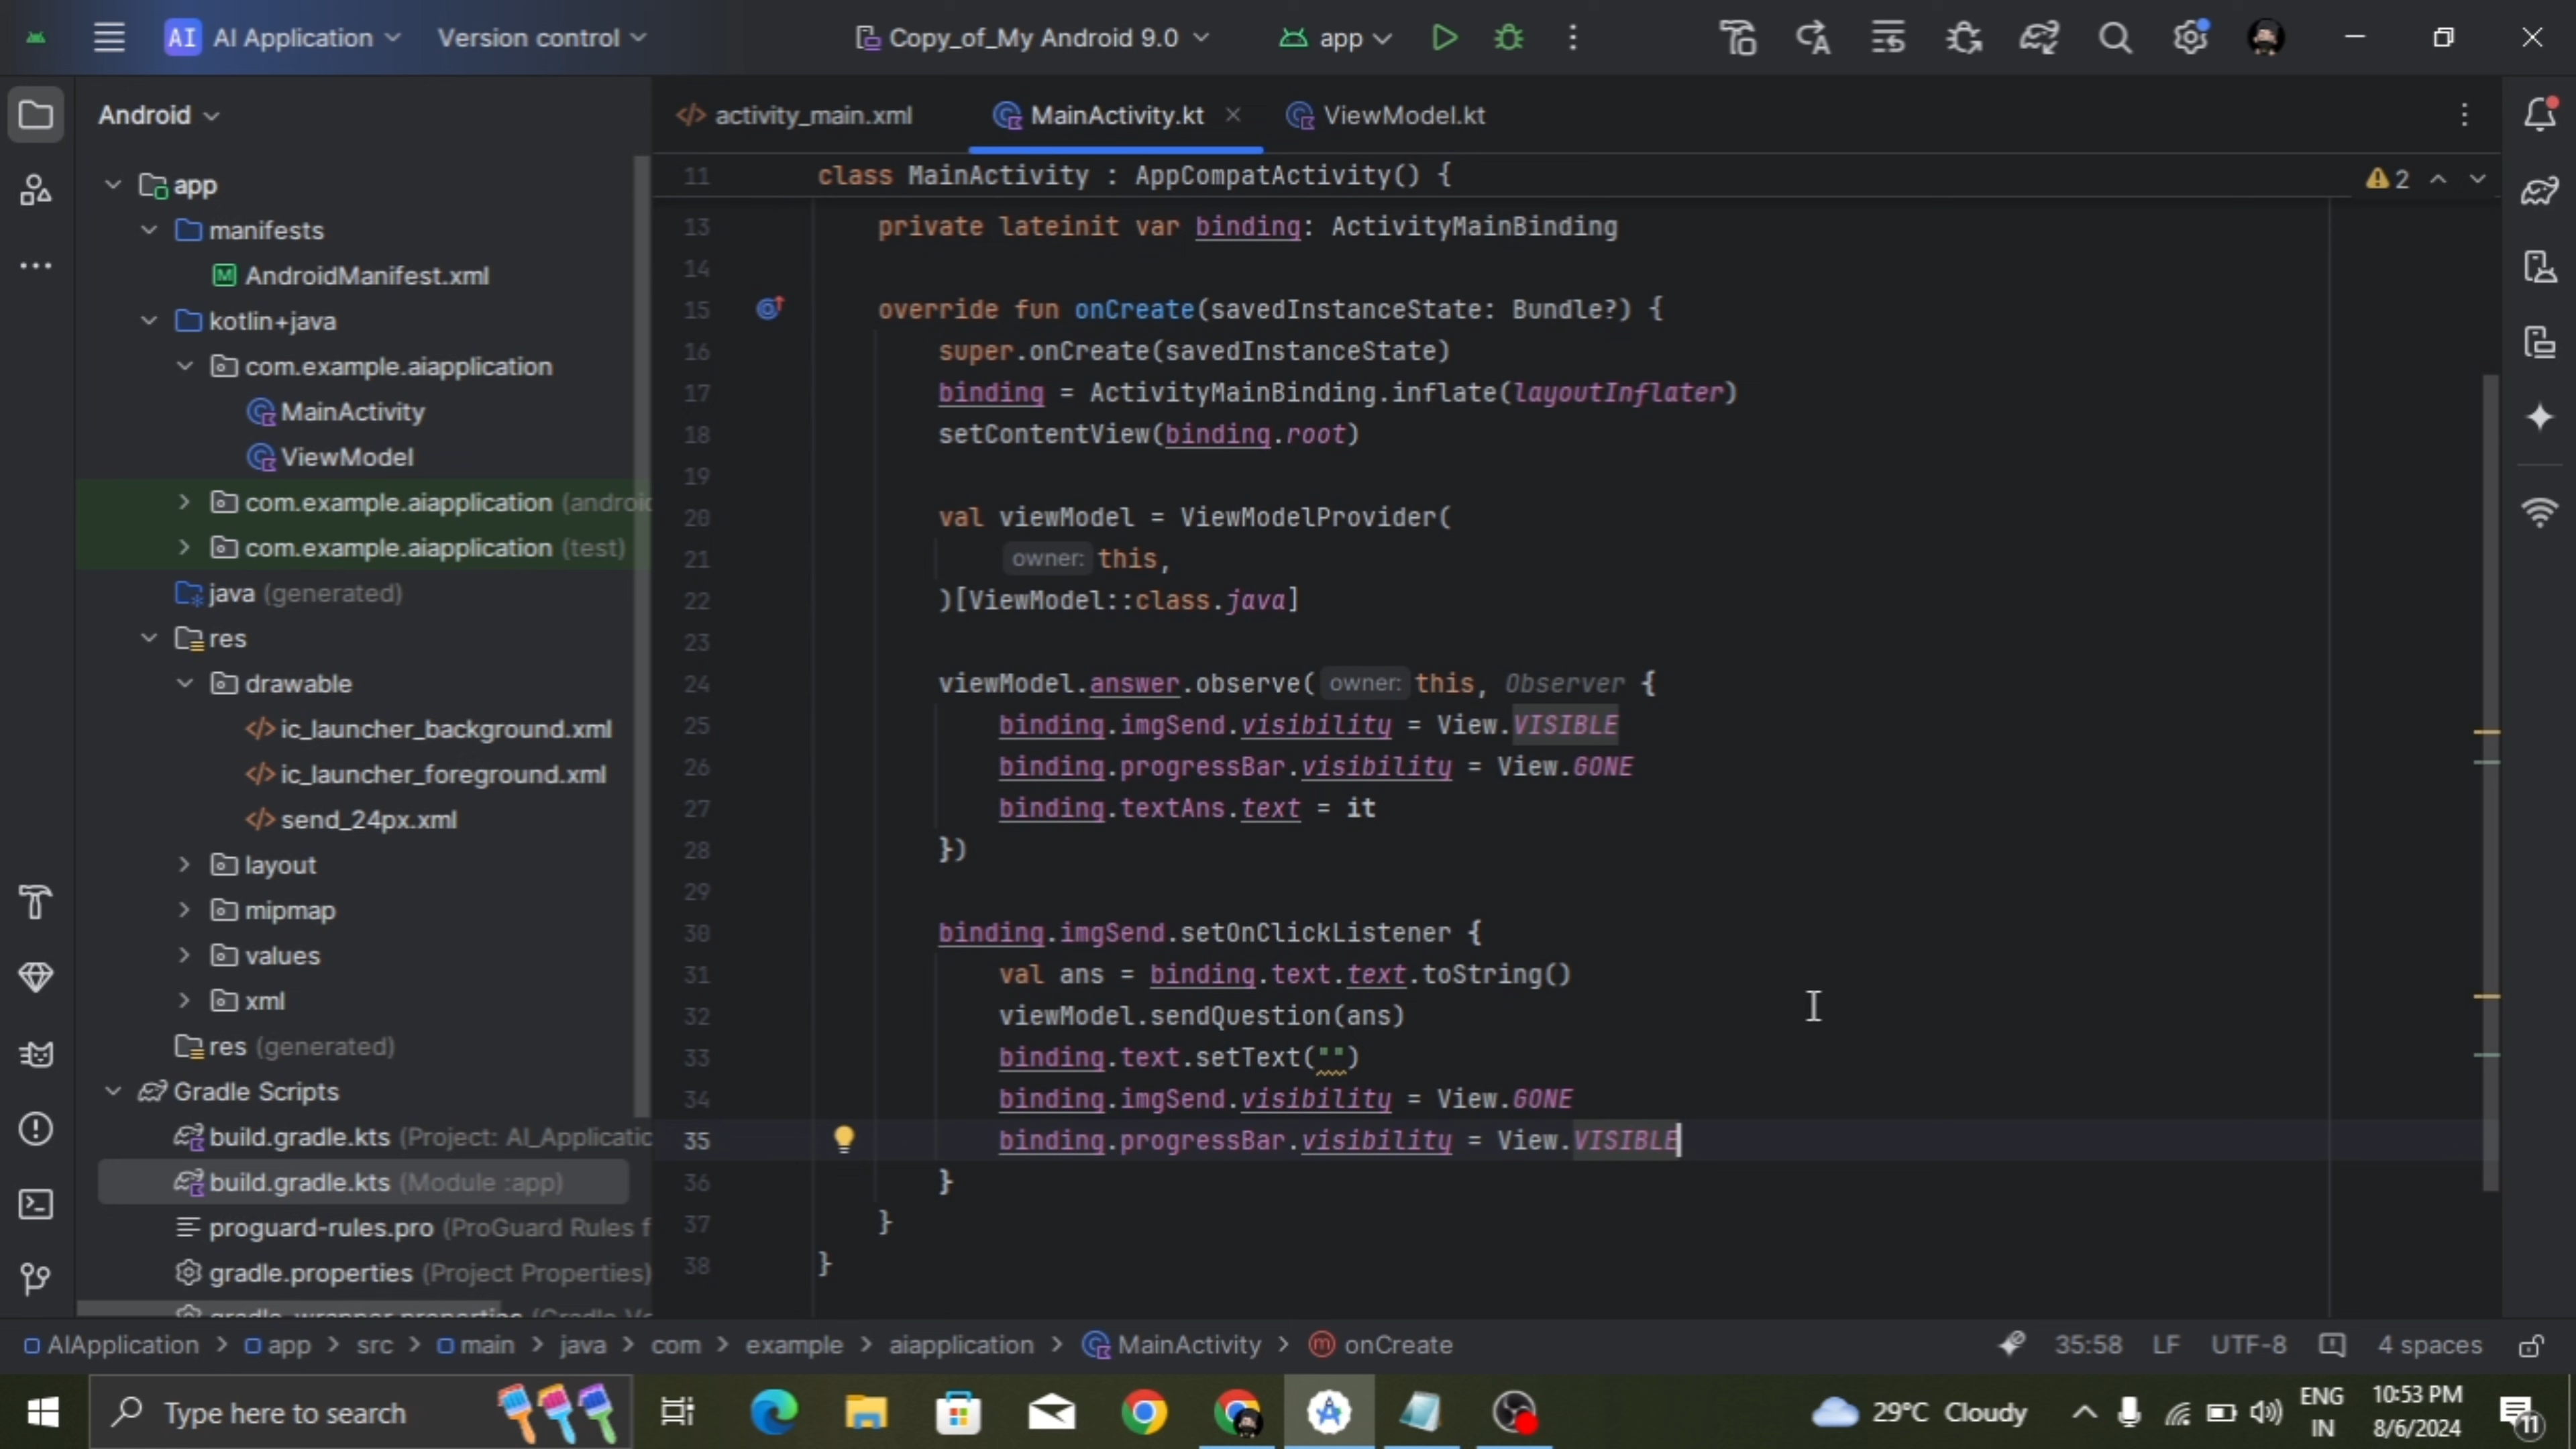 AI AI Application Version control Copy_of_My Android 9.0 app
Android
activity_main.xml MainActivity.kt ViewModel.kt
app
manifests
AndroidManifest.xml
kotlin+java
com.example.aiapplication
MainActivity
ViewModel
com.example.aiapplication (android
com.example.aiapplication (test)
java (generated)
res
drawable
ic_launcher_background.xml
ic_launcher_foreground.xml
send_24px.xml
layout
mipmap
values
xml
res (generated)
Gradle Scripts
build.gradle.kts (Project: AI_Applicatic
build.gradle.kts (Module :app)
proguard-rules.pro (ProGuard Rules f
gradle.properties (Project Properties)
11 class MainActivity : AppCompatActivity() { 2
13 private lateinit var binding: ActivityMainBinding
14
15 override fun onCreate(savedInstanceState: Bundle?) {
16 super.onCreate(savedInstanceState)
17 binding = ActivityMainBinding.inflate(layoutInflater)
18 setContentView(binding.root)
19
20 val viewModel = ViewModelProvider(
21 owner: this,
22 )[ViewModel::class.java]
23
24 viewModel.answer.observe( owner: this, Observer {
25 binding.imgSend.visibility = View.VISIBLE
26 binding.progressBar.visibility = View.GONE
27 binding.textAns.text = it
28 })
29
30 binding.imgSend.setOnClickListener {
31 val ans = binding.text.text.toString()
32 viewModel.sendQuestion(ans)
33 binding.text.setText("")
34 binding.imgSend.visibility = View.GONE
35 binding.progressBar.visibility = View.VISIBLE
36 }
37 }
38 }
AIApplication > app > src > main > java > com > example > aiapplication > MainActivity > onCreate 35:58 LF UTF-8 4 spaces
Type here to search 29°C Cloudy ENG IN 10:53 PM 8/6/2024 11